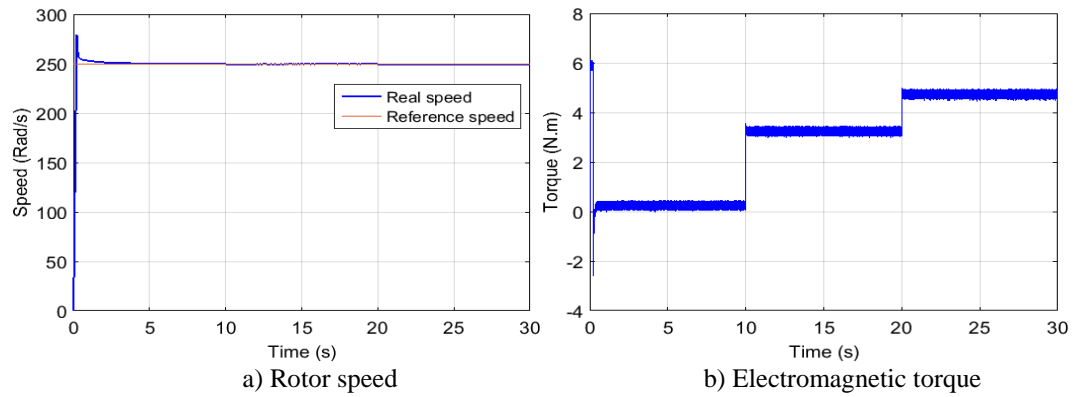 300
250
200
150
100
50
0
Speed (Rad/s)
Real speed
Reference speed
0 5 10 15 20 25 30
Time (s)
a) Rotor speed
8
6
4
2
0
-2
-4
Torque (N.m)
0 5 10 15 20 25 30
Time (s)
b) Electromagnetic torque